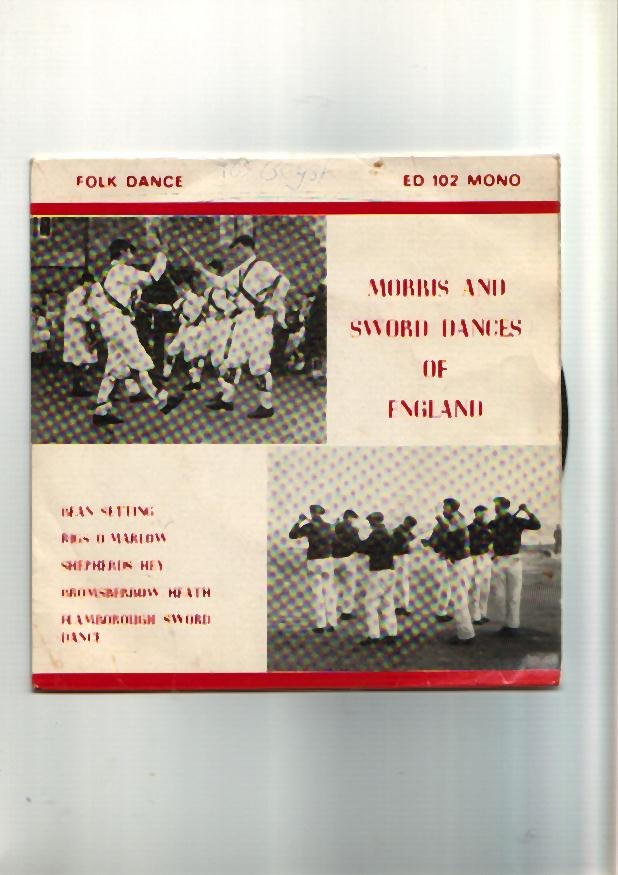 FOLK DANCE
ED 102 MONO
MORRIS AND
SWORD DANCES
OF
ENGLAND
BEAN SETTING
RIGS O MARLOW
SHEPHERDS HEY
BROMSBERROW HEATH
FLAMBOROUGH SWORD
DANCE